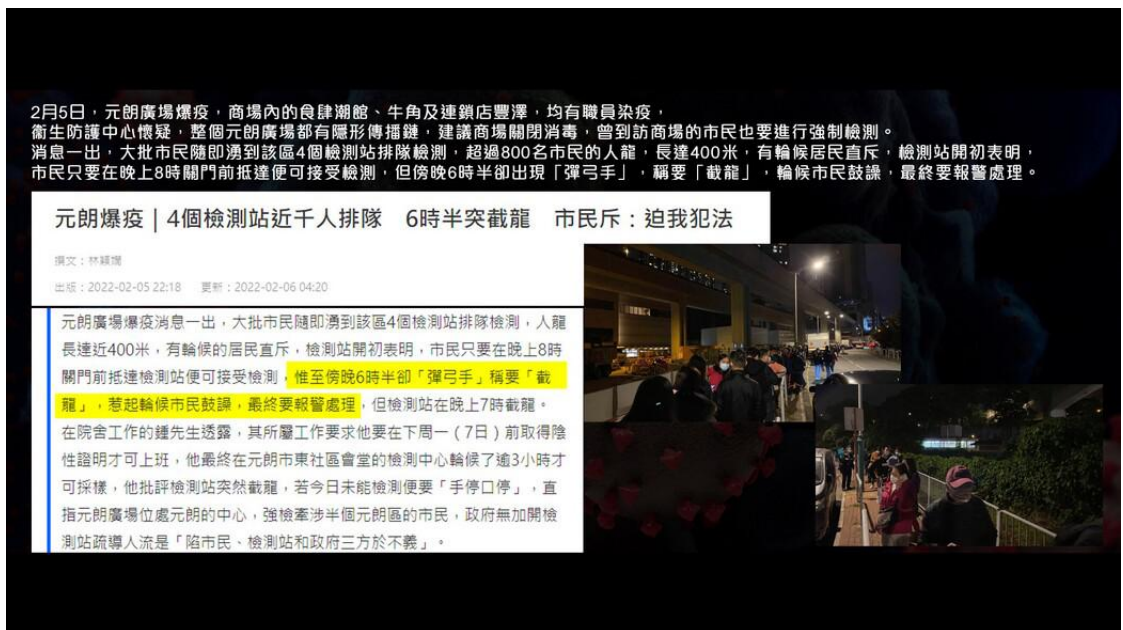 2月5日，元朗廣場爆疫，商場內的食肆潮館、牛角及連鎖店豐澤，均有職員染疫，
衞生防護中心懷疑，整個元朗廣場都有隱形傳播鏈，建議商場關閉消毒，曾到訪商場的市民也要進行強制檢測。
消息一出，大批市民隨即湧到該區4個檢測站排隊檢測，超過800名市民的人龍，長達400米，有輪候居民直斥，檢測站開初表明，
市民只要在晚上8時關門前抵達便可接受檢測，但傍晚6時半卻出現「彈弓手」，稱要「截龍」，輪候市民鼓譟，最終要報警處理。
元朗爆疫｜4個檢測站近千人排隊　6時半突截龍　市民斥：迫我犯法
撰文：林穎嫺
出版：2022-02-05 22:18　更新：2022-02-06 04:20
元朗廣場爆疫消息一出，大批市民隨即湧到該區4個檢測站排隊檢測，人龍
長達近400米，有輪候的居民直斥，檢測站開初表明，市民只要在晚上8時
關門前抵達檢測站便可接受檢測，惟至傍晚6時半卻「彈弓手」稱要「截
龍」，惹起輪候市民鼓譟，最終要報警處理，但檢測站在晚上7時截龍。
在院舍工作的鍾先生透露，其所屬工作要求他要在下周一（7日）前取得陰
性證明才可上班，他最終在元朗市東社區會堂的檢測中心輪候了逾3小時才
可採樣，他批評檢測站突然截龍，若今日未能檢測便要「手停口停」，直
指元朗廣場位處元朗的中心，強檢牽涉半個元朗區的市民，政府無加開檢
測站疏導人流是「陷市民、檢測站和政府三方於不義」。